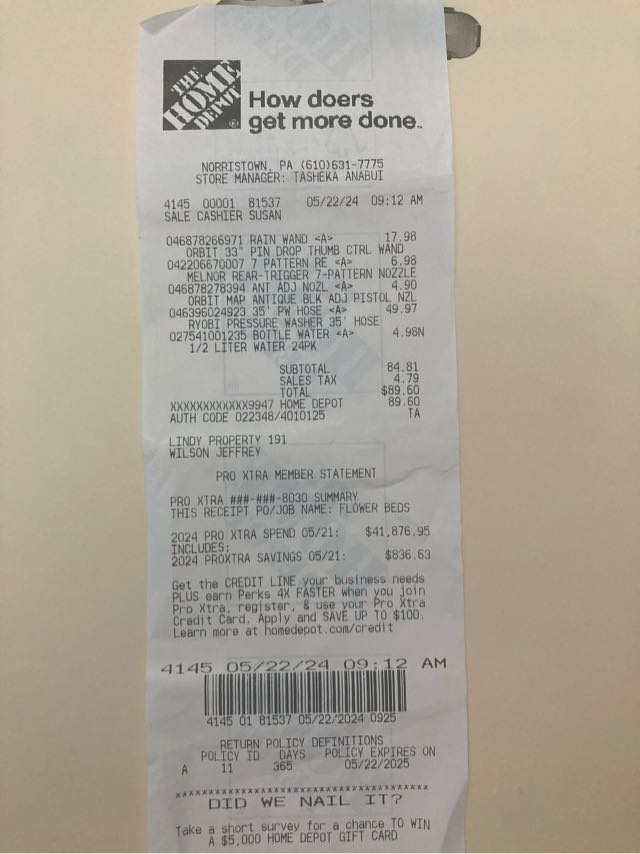 THE
HOME
DEPOT
How doers
get more done.
NORRISTOWN, PA (610)631-7775
STORE MANAGER: TASHEKA ANABUI
4145 00001 81537 05/22/24 09:12 AM
SALE CASHIER SUSAN
046878266971 RAIN WAND <A> 17.98
ORBIT 33" PIN DROP THUMB CTRL WAND
042206670007 7 PATTERN RE <A> 6.98
MELNOR REAR-TRIGGER 7-PATTERN NOZZLE
046878278394 ANT ADJ NOZL <A> 4.90
ORBIT MAP ANTIQUE BLK ADJ PISTOL NZL
046396024923 35' PW HOSE <A> 49.97
RYOBI PRESSURE WASHER 35' HOSE
027541001235 BOTTLE WATER <A> 4.98N
1/2 LITER WATER 24PK
SUBTOTAL 84.81
SALES TAX 4.79
TOTAL $89.60
XXXXXXXXXXXX9947 HOME DEPOT 89.60
AUTH CODE 022348/4010125 TA
LINDY PROPERTY 191
WILSON JEFFREY
PRO XTRA MEMBER STATEMENT
PRO XTRA ###-###-8030 SUMMARY
THIS RECEIPT PO/JOB NAME: FLOWER BEDS
2024 PRO XTRA SPEND 05/21: $41,876.95
INCLUDES:
2024 PROXTRA SAVINGS 05/21: $836.63
Get the CREDIT LINE your business needs
PLUS earn Perks 4X FASTER when you join
Pro Xtra, register, & use your Pro Xtra
Credit Card. Apply and SAVE UP TO $100.
Learn more at homedepot.com/credit
4145 05/22/24 09:12 AM
4145 01 81537 05/22/2024 0925
RETURN POLICY DEFINITIONS
POLICY ID DAYS POLICY EXPIRES ON
A 11 365 05/22/2025
DID WE NAIL IT?
Take a short survey for a chance TO WIN
A $5,000 HOME DEPOT GIFT CARD